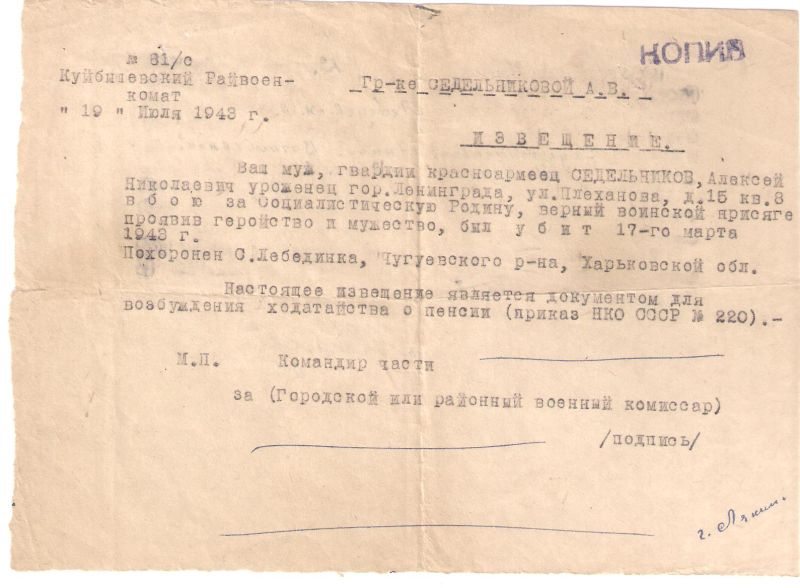 КОПИЯ
№ 81/с
Куйбышевский Райвоен-
комат
" 19 " Июля 1943 г.
Гр-ке СЕДЕЛЬНИКОВОЙ А.В.
ИЗВЕЩЕНИЕ.
Ваш муж, гвардии красноармеец СЕДЕЛЬНИКОВ, Алексей
Николаевич уроженец гор.Ленинграда, ул.Плеханова, д.15 кв.8
в бою за Социалистическую Родину, верный воинской присяге
проявив геройство и мужество, был у б и т 17-го марта
1943 г.
Похоронен С.Лебединка, Чугуевского р-на, Харьковской обл.
Настоящее извещение является документом для
возбуждения ходатайства о пенсии (приказ НКО СССР № 220).-
М.П. Командир части
за (Городской или районный военный комиссар)
/подпись/
г.